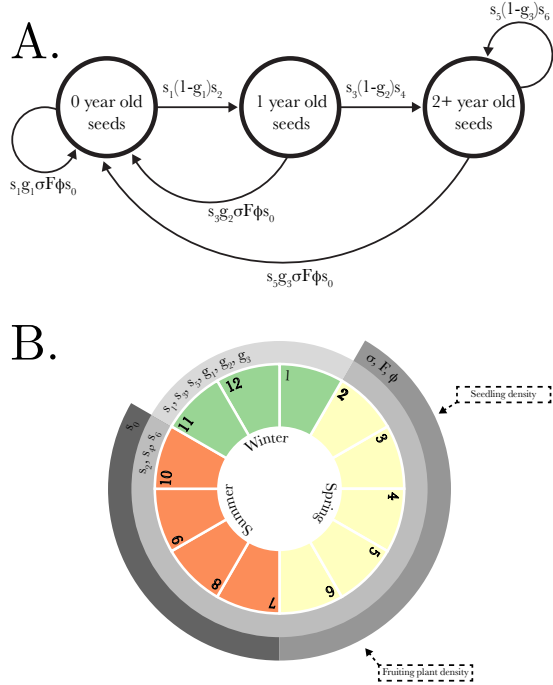 A.
s₅(1-g₃)s₆
0 year old
seeds
s₁(1-g₁)s₂
1 year old
seeds
s₃(1-g₂)s₄
2+ year old
seeds
s₁g₁σFϕs₀
s₃g₂σFϕs₀
s₅g₃σFϕs₀
B.
s₁, s₃, s₅, g₁, g₂, g₃
σ, F, ϕ
s₀
s₂, s₄, s₆
Seedling density
11
12
1
2
3
4
5
6
7
8
9
10
Winter
Spring
Summer
Fruiting plant density